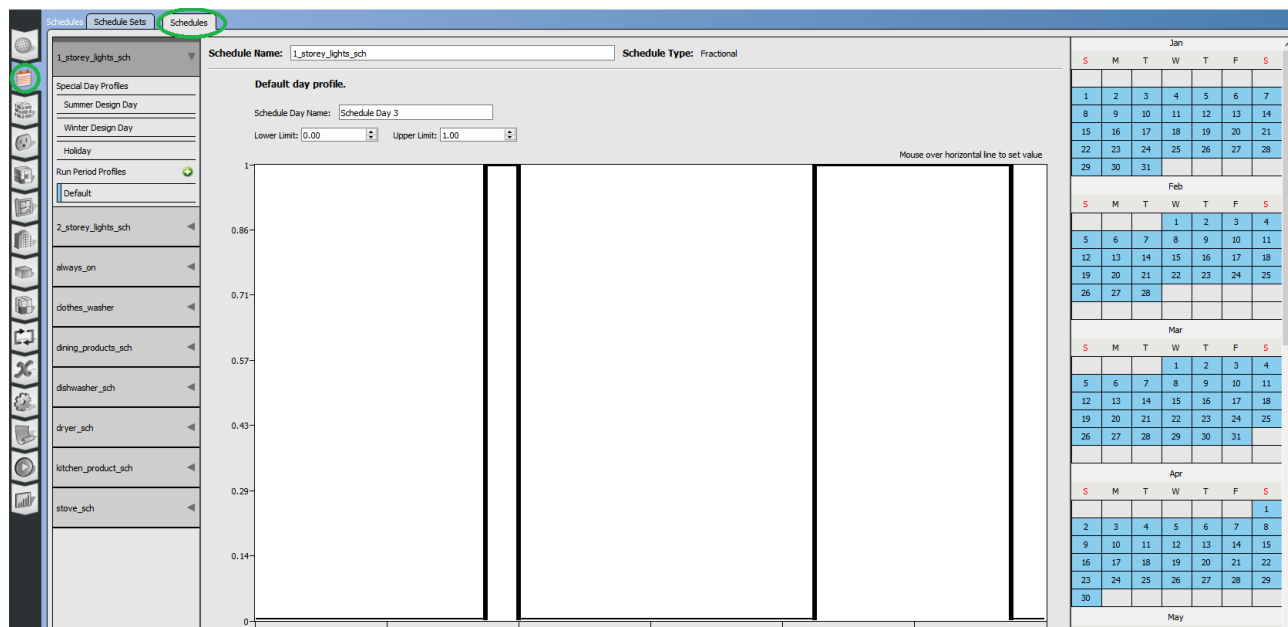 Schedules Schedule Sets Schedules
1_storey_lights_sch
Special Day Profiles
Summer Design Day
Winter Design Day
Holiday
Run Period Profiles
Default
2_storey_lights_sch
always_on
clothes_washer
dining_products_sch
dishwasher_sch
dryer_sch
kitchen_product_sch
stove_sch
Schedule Name: 1_storey_lights_sch Schedule Type: Fractional
Default day profile.
Schedule Day Name: Schedule Day 3
Lower Limit: 0.00 Upper Limit: 1.00
Mouse over horizontal line to set value
1
0.86
0.71
0.57
0.43
0.29
0.14
0
Jan
S M T W T F S
1 2 3 4 5 6 7
8 9 10 11 12 13 14
15 16 17 18 19 20 21
22 23 24 25 26 27 28
29 30 31
Feb
S M T W T F S
1 2 3 4
5 6 7 8 9 10 11
12 13 14 15 16 17 18
19 20 21 22 23 24 25
26 27 28
Mar
S M T W T F S
1 2 3 4
5 6 7 8 9 10 11
12 13 14 15 16 17 18
19 20 21 22 23 24 25
26 27 28 29 30 31
Apr
S M T W T F S
1
2 3 4 5 6 7 8
9 10 11 12 13 14 15
16 17 18 19 20 21 22
23 24 25 26 27 28 29
30
May